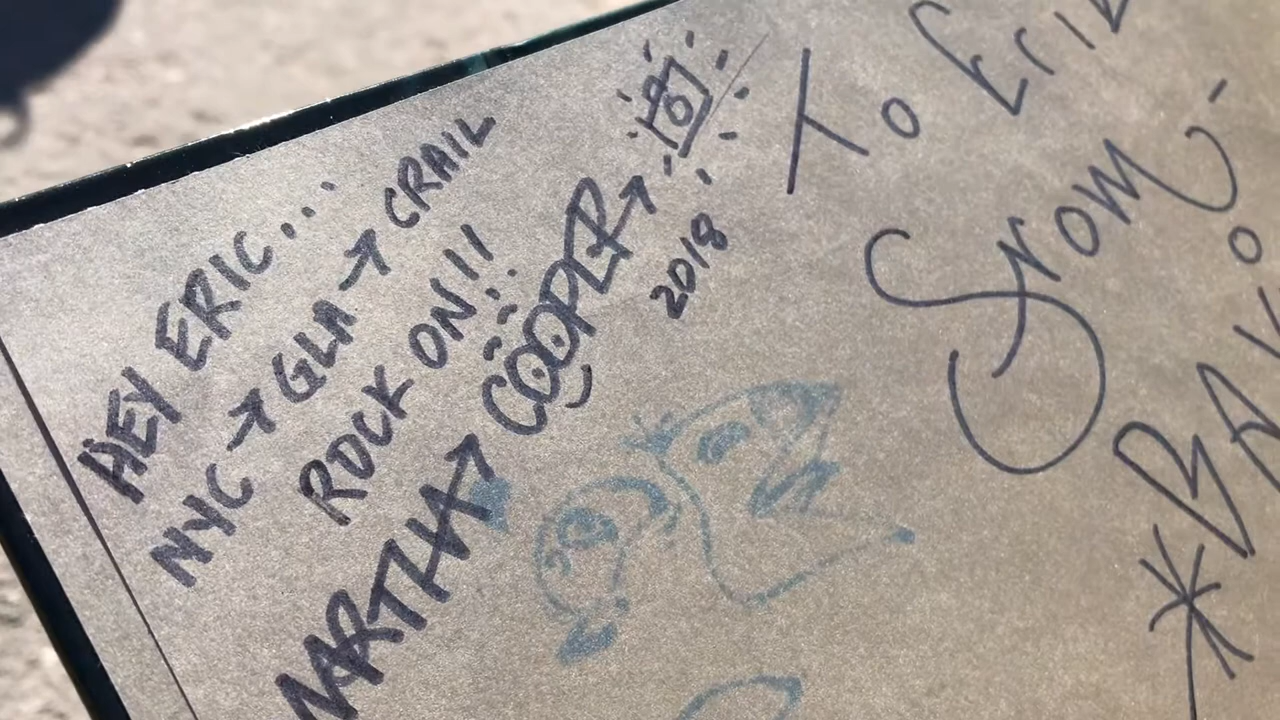 HEY ERIC...
NYC → GLA → CRAIL
ROCK ON!!
MARTHA COOPER
2018
To Eric
From